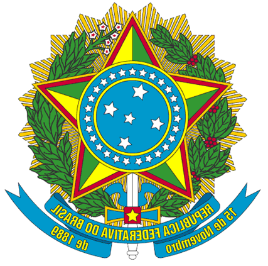 REPUBLICA FEDERATIVA DO BRASIL
15 de Novembro
de 1889